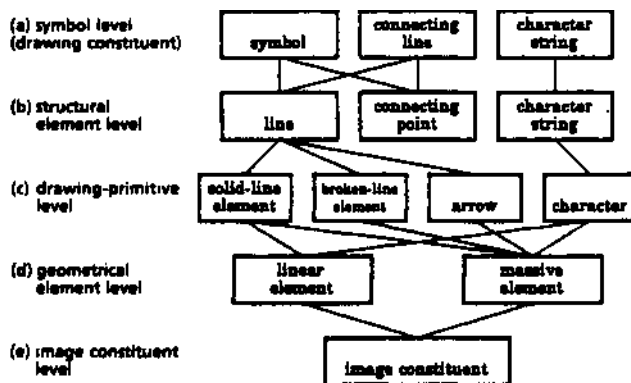 (a) symbol level
(drawing constituent)
symbol
connecting
line
character
string
(b) structural
element level
line
connecting
point
character
string
(c) drawing-primitive
level
solid-line
element
broken-line
element
arrow
character
(d) geometrical
element level
linear
element
massive
element
(e) image constituent
level
image constituent